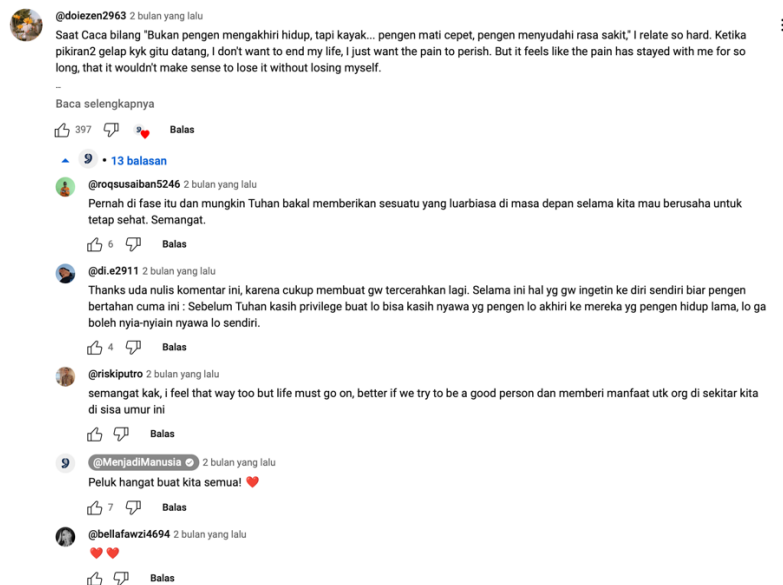 @doiezen2963 2 bulan yang lalu
Saat Caca bilang "Bukan pengen mengakhiri hidup, tapi kayak... pengen mati cepet, pengen menyudahi rasa sakit," I relate so hard. Ketika
pikiran2 gelap kyk gitu datang, I don't want to end my life, I just want the pain to perish. But it feels like the pain has stayed with me for so
long, that it wouldn't make sense to lose it without losing myself.
..
Baca selengkapnya
397 Balas
9 • 13 balasan
@roqsusaiban5246 2 bulan yang lalu
Pernah di fase itu dan mungkin Tuhan bakal memberikan sesuatu yang luarbiasa di masa depan selama kita mau berusaha untuk
tetap sehat. Semangat.
6 Balas
@di.e2911 2 bulan yang lalu
Thanks uda nulis komentar ini, karena cukup membuat gw tercerahkan lagi. Selama ini hal yg gw ingetin ke diri sendiri biar pengen
bertahan cuma ini : Sebelum Tuhan kasih privilege buat lo bisa kasih nyawa yg pengen lo akhiri ke mereka yg pengen hidup lama, lo ga
boleh nyia-nyiain nyawa lo sendiri.
4 Balas
@riskiputro 2 bulan yang lalu
semangat kak, i feel that way too but life must go on, better if we try to be a good person dan memberi manfaat utk org di sekitar kita
di sisa umur ini
Balas
@MenjadiManusia 2 bulan yang lalu
Peluk hangat buat kita semua! ❤️
7 Balas
@bellafawzi4694 2 bulan yang lalu
❤️❤️
Balas